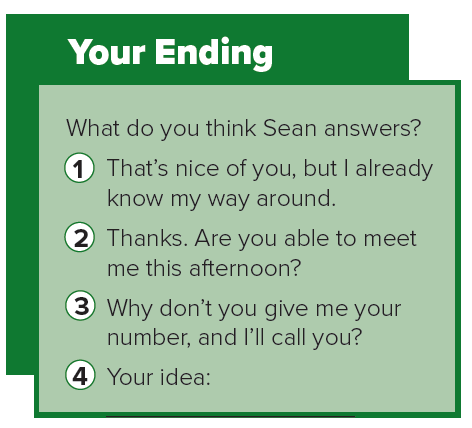 Your Ending
What do you think Sean answers?
1 That’s nice of you, but I already
know my way around.
2 Thanks. Are you able to meet
me this afternoon?
3 Why don’t you give me your
number, and I’ll call you?
4 Your idea: